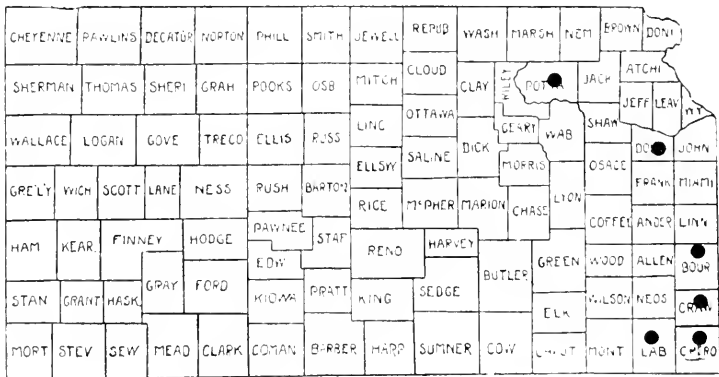 CHEYENNE RAWLINS DECATOR NORTON PHILL SMITH JEWELL REPUB WASH MARSH NEM BROWN DONI
SHERMAN THOMAS SHERI GRAH ROOKS OSB MITCH CLOUD CLAY RILEY POTTA JACK ATCHI
JEFF LEAV WY
WALLACE LOGAN GOVE TREGO ELLIS RUSS LINC OTTAWA DICK GEARY WAB SHAW DOUG JOHN
ELLSW SALINE MORRIS OSAGE FRANK MIAMI
GRE'LY WICH SCOTT LANE NESS RUSH BARTON RICE McPHER MARION CHASE LYON
COFFEE ANDER LINN
HAM KEAR. FINNEY HODGE PAWNEE STAF RENO HARVEY
EDW BUTLER GREEN WOOD ALLEN BOUR
GRAY FORD
STAN GRANT HASK KIOWA PRATT KING SEDGE ELK WILSON NEOS CRAW
MORT STEV SEW MEAD CLARK COMAN BARBER HARP SUMNER COW CHAUT MONT LAB CHERO